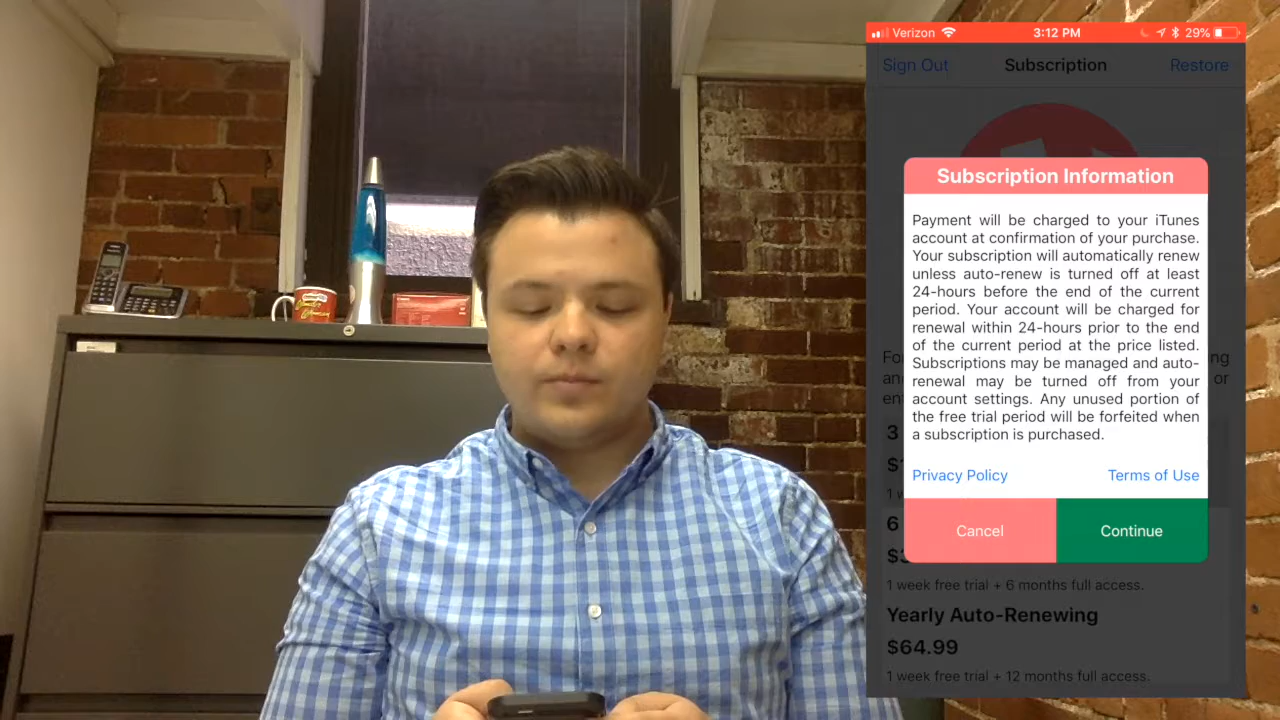 Verizon 3:12 PM 29%
Sign Out Subscription Restore
Subscription Information
Payment will be charged to your iTunes
account at confirmation of your purchase.
Your subscription will automatically renew
unless auto-renew is turned off at least
24-hours before the end of the current
period. Your account will be charged for
renewal within 24-hours prior to the end
of the current period at the price listed.
Subscriptions may be managed and auto-
renewal may be turned off from your
account settings. Any unused portion of
the free trial period will be forfeited when
a subscription is purchased.
Privacy Policy Terms of Use
Cancel Continue
3
6
1 week free trial + 6 months full access.
Yearly Auto-Renewing
$64.99
1 week free trial + 12 months full access.